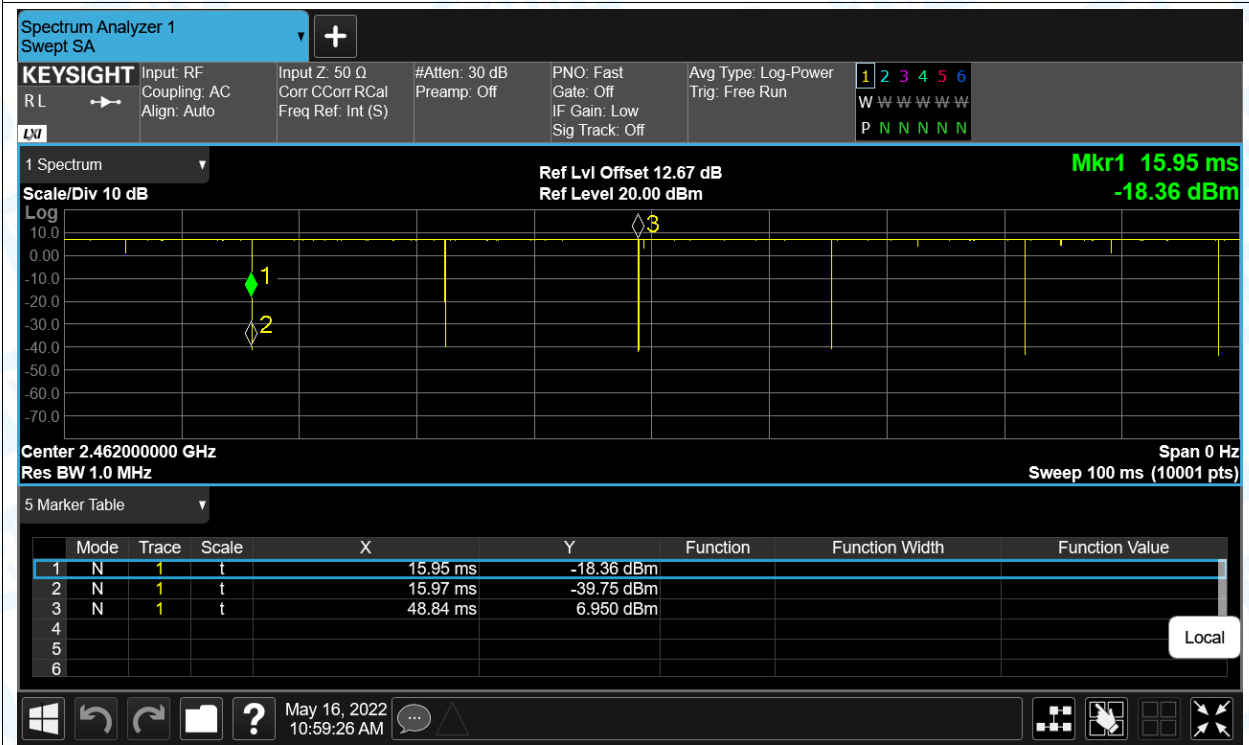 Spectrum Analyzer 1
Swept SA
KEYSIGHT Input: RF Input Z: 50 Ω #Atten: 30 dB PNO: Fast Avg Type: Log-Power 1 2 3 4 5 6
R L Coupling: AC Corr CCorr RCal Preamp: Off Gate: Off Trig: Free Run W W W W W W
Align: Auto Freq Ref: Int (S) IF Gain: Low
LXI Sig Track: Off P N N N N N
1 Spectrum
Ref Lvl Offset 12.67 dB Mkr1 15.95 ms
Scale/Div 10 dB Ref Level 20.00 dBm -18.36 dBm
Log
3
10.0
0.00
1
-10.0
-20.0
2
-30.0
-40.0
-50.0
-60.0
-70.0
Center 2.462000000 GHz Span 0 Hz
Res BW 1.0 MHz Sweep 100 ms (10001 pts)
5 Marker Table
Mode Trace Scale X Y Function Function Width Function Value
1 N 1 t 15.95 ms -18.36 dBm
2 N 1 t 15.97 ms -39.75 dBm
3 N 1 t 48.84 ms 6.950 dBm
4
5
6
Local
? May 16, 2022
10:59:26 AM